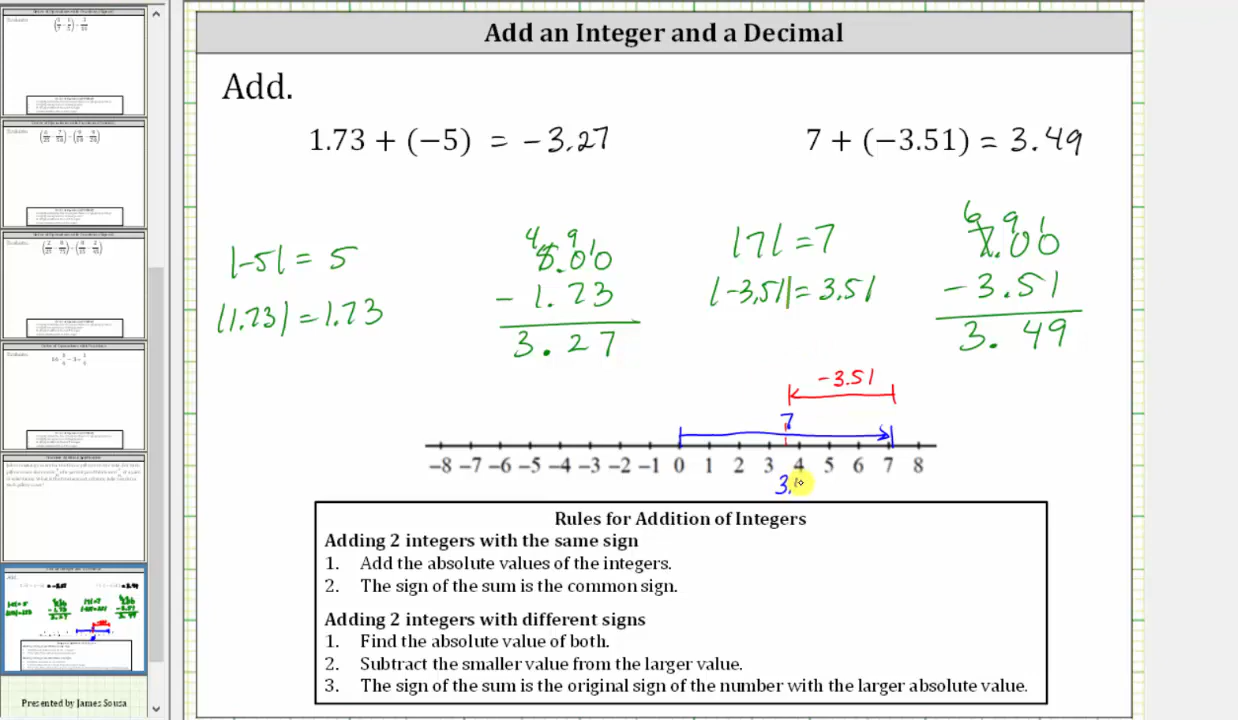 Add an Integer and a Decimal
Add.
1.73 + (−5) = −3.27
7 + (−3.51) = 3.49
|−5| = 5
|1.73| = 1.73
4 9 1
5.00
− 1.73
3.27
|7| = 7
|−3.51| = 3.51
6 9 1
7.00
− 3.51
3.49
−3.51
7
−8 −7 −6 −5 −4 −3 −2 −1 0 1 2 3 4 5 6 7 8
3.
Rules for Addition of Integers
Adding 2 integers with the same sign
1. Add the absolute values of the integers.
2. The sign of the sum is the common sign.
Adding 2 integers with different signs
1. Find the absolute value of both.
2. Subtract the smaller value from the larger value.
3. The sign of the sum is the original sign of the number with the larger absolute value.
Presented by James Sousa